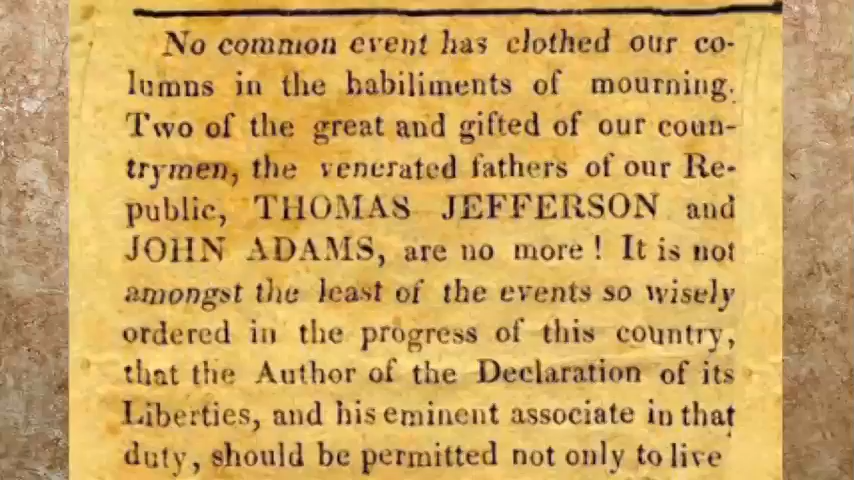 No common event has clothed our co-
lumns in the habiliments of mourning.
Two of the great and gifted of our coun-
trymen, the venerated fathers of our Re-
public, THOMAS JEFFERSON and
JOHN ADAMS, are no more! It is not
amongst the least of the events so wisely
ordered in the progress of this country,
that the Author of the Declaration of its
Liberties, and his eminent associate in that
duty, should be permitted not only to live